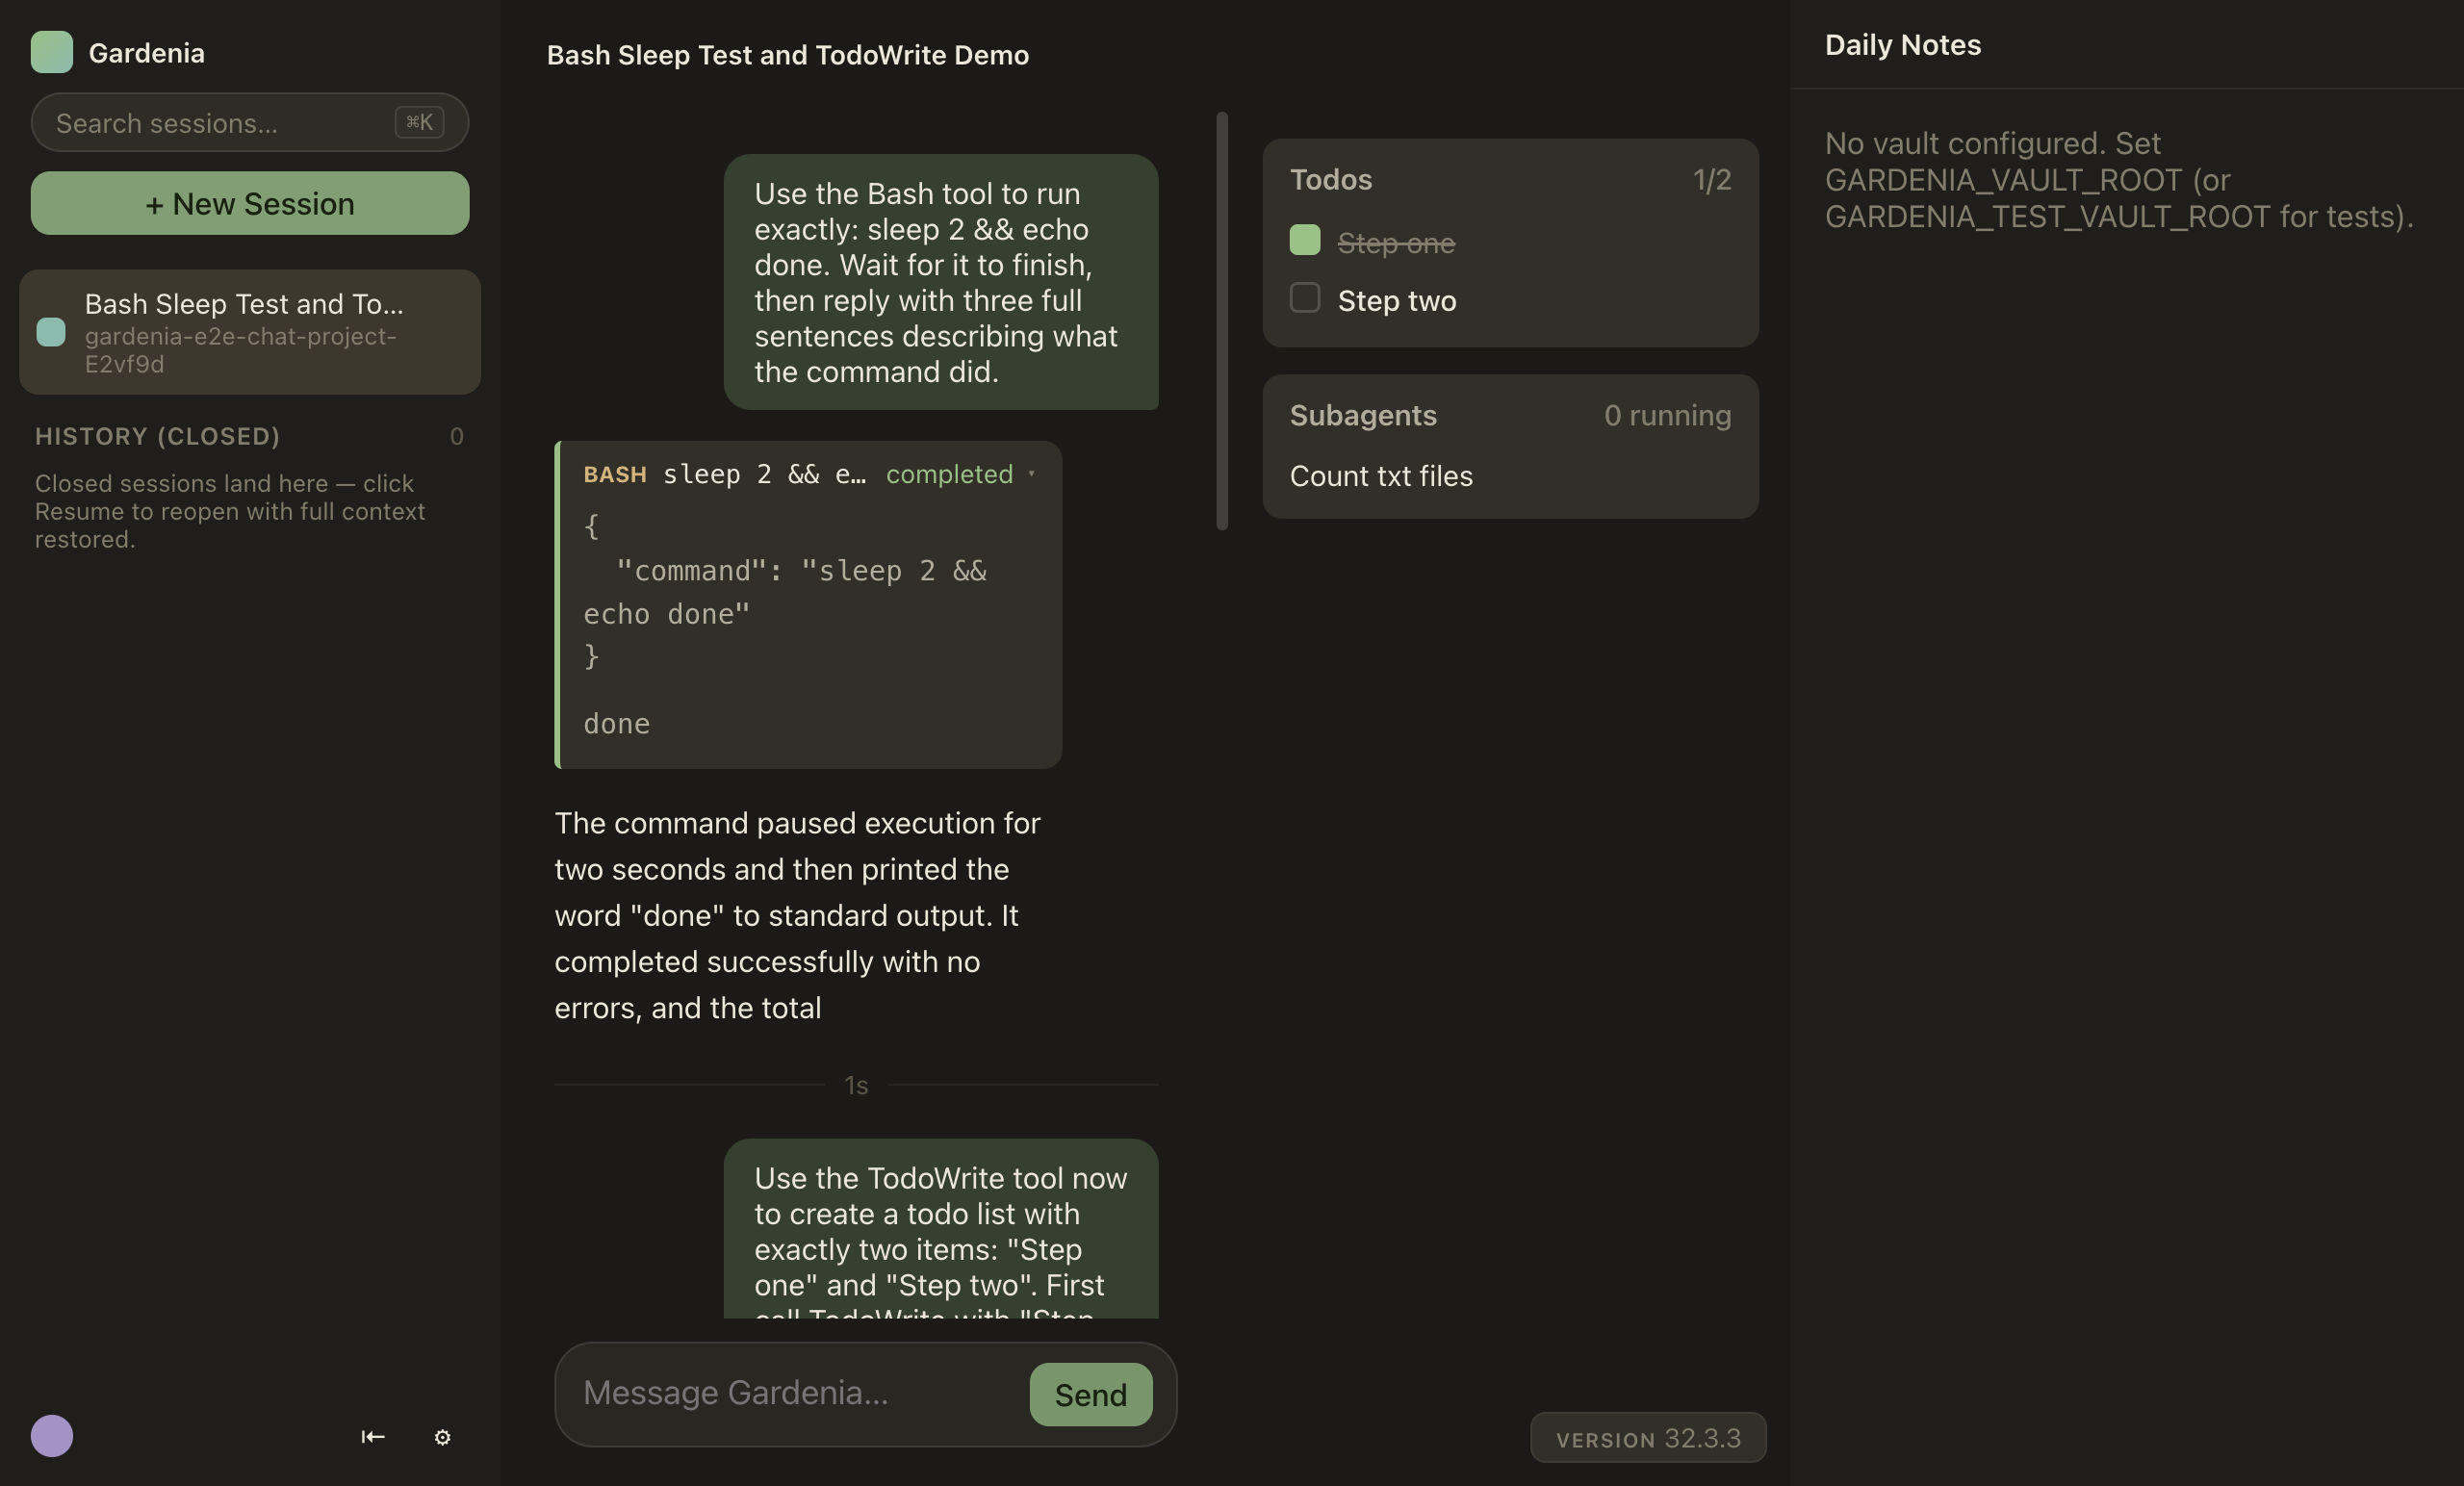 Gardenia
Search sessions...
⌘K
+ New Session
Bash Sleep Test and To...
gardenia-e2e-chat-project-
E2vf9d
HISTORY (CLOSED) 0
Closed sessions land here — click
Resume to reopen with full context
restored.
Bash Sleep Test and TodoWrite Demo
Use the Bash tool to run
exactly: sleep 2 && echo
done. Wait for it to finish,
then reply with three full
sentences describing what
the command did.
BASH sleep 2 && e… completed
{
"command": "sleep 2 &&
echo done"
}
done
The command paused execution for
two seconds and then printed the
word "done" to standard output. It
completed successfully with no
errors, and the total
1s
Use the TodoWrite tool now
to create a todo list with
exactly two items: "Step
one" and "Step two". First
call TodoWrite with "Step
Message Gardenia...
Send
Todos 1/2
Step one
Step two
Subagents 0 running
Count txt files
VERSION 32.3.3
Daily Notes
No vault configured. Set
GARDENIA_VAULT_ROOT (or
GARDENIA_TEST_VAULT_ROOT for tests).